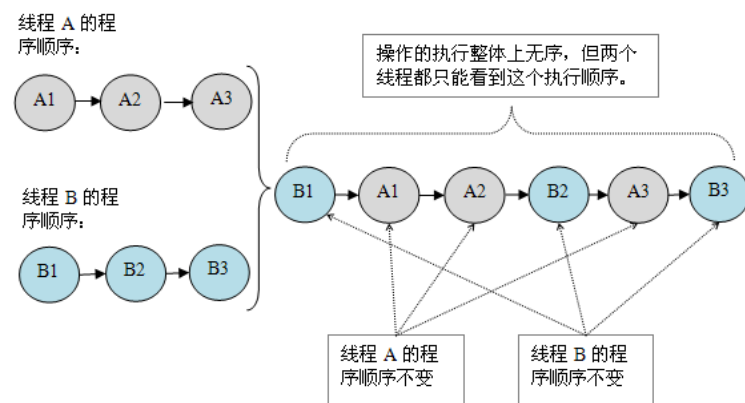 线程 A 的程
序顺序：
A1
A2
A3
线程 B 的程
序顺序：
B1
B2
B3
操作的执行整体上无序，但两个
线程都只能看到这个执行顺序。
B1
A1
A2
B2
A3
B3
线程 A 的程
序顺序不变
线程 B 的程
序顺序不变